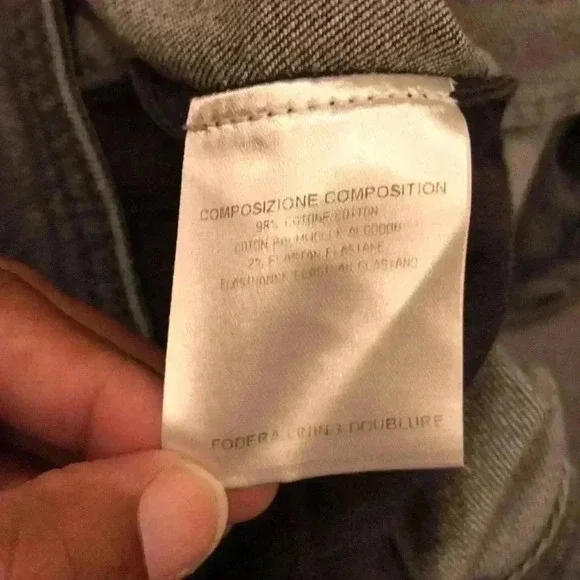 COMPOSIZIONE COMPOSITION
98% COTONE/COTTON
COTON BAUMWOLLE ALGODON
2% ELASTAN ELASTANE
ELASTHANNE ELASTAN ELASTANO
FODERA LINING DOUBLURE